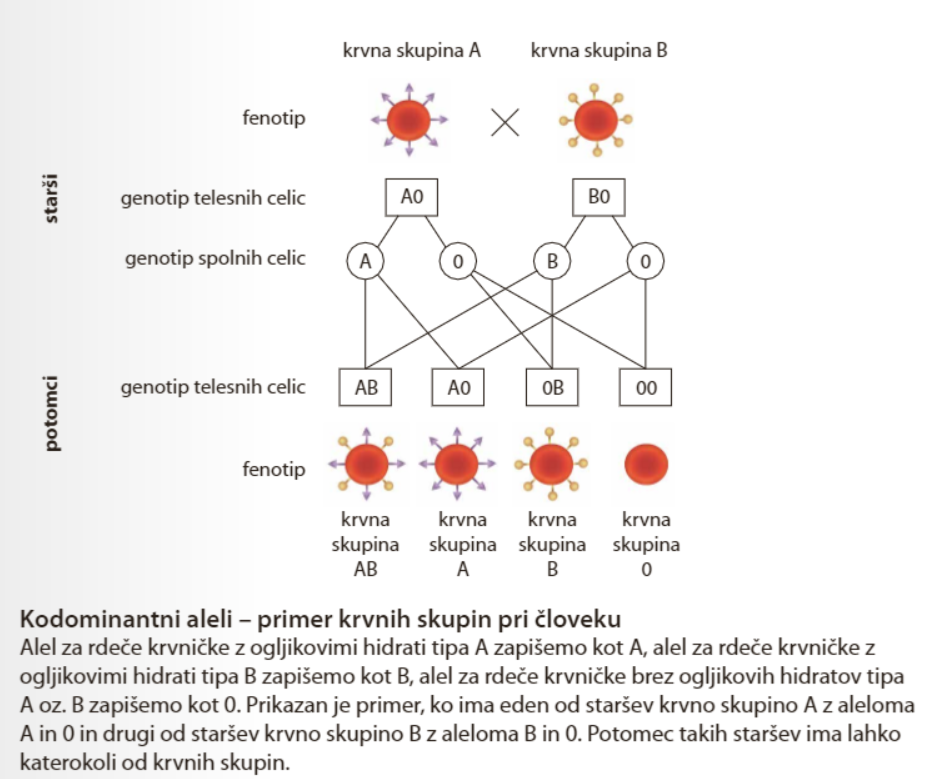 krvna skupina A krvna skupina B
fenotip
starši
genotip telesnih celic A0 B0
genotip spolnih celic A 0 B 0
potomci
genotip telesnih celic AB A0 0B 00
fenotip
krvna krvna krvna krvna
skupina skupina skupina skupina
AB A B 0
Kodominantni aleli – primer krvnih skupin pri človeku
Alel za rdeče krvničke z ogljikovimi hidrati tipa A zapišemo kot A, alel za rdeče krvničke z
ogljikovimi hidrati tipa B zapišemo kot B, alel za rdeče krvničke brez ogljikovih hidratov tipa
A oz. B zapišemo kot 0. Prikazan je primer, ko ima eden od staršev krvno skupino A z aleloma
A in 0 in drugi od staršev krvno skupino B z aleloma B in 0. Potomec takih staršev ima lahko
katerokoli od krvnih skupin.